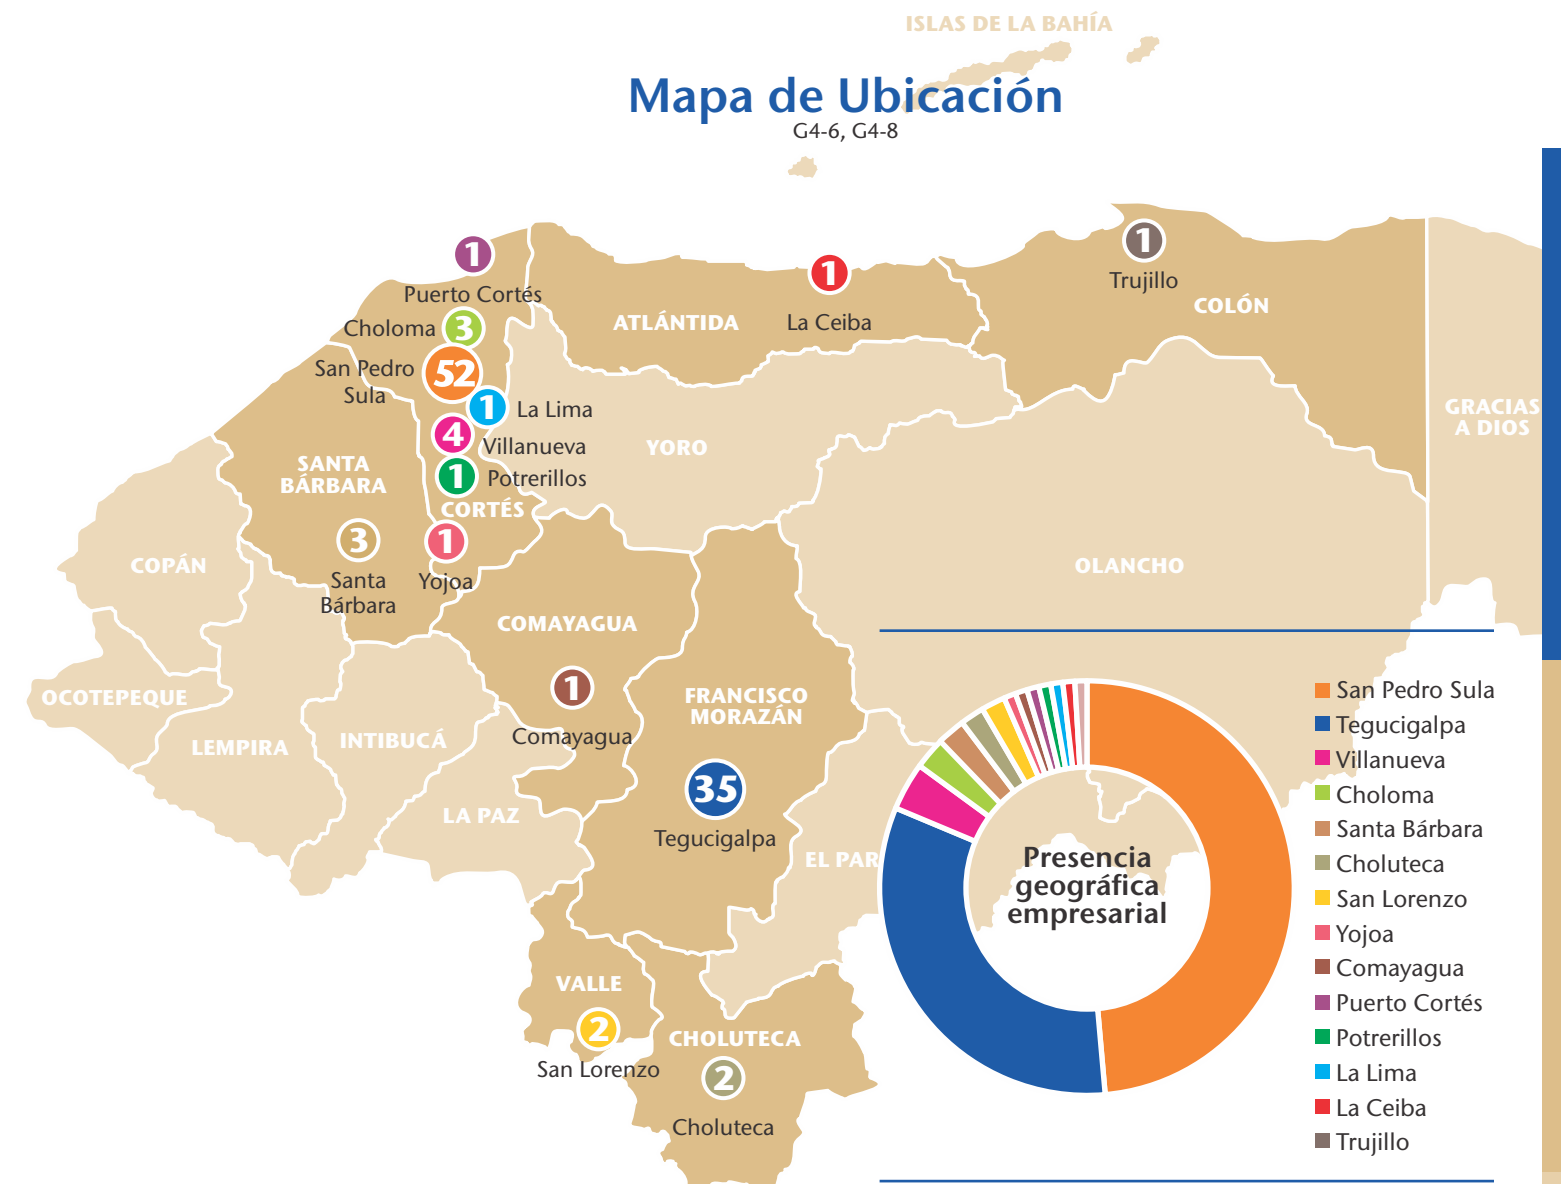 ISLAS DE LA BAHÍA
Mapa de Ubicación
G4-6, G4-8
1
Puerto Cortés
Choloma
3
San Pedro
Sula
52
1
La Lima
4
Villanueva
1
Potrerillos
CORTÉS
1
Yojoa
SANTA
BÁRBARA
3
Santa
Bárbara
ATLÁNTIDA
1
La Ceiba
1
Trujillo
COLÓN
GRACIAS
A DIOS
YORO
COPÁN
OLANCHO
COMAYAGUA
1
Comayagua
OCOTEPEQUE
LEMPIRA
INTIBUCÁ
LA PAZ
FRANCISCO
MORAZÁN
35
Tegucigalpa
EL PAR
VALLE
2
San Lorenzo
CHOLUTECA
2
Choluteca
Presencia
geográfica
empresarial
San Pedro Sula
Tegucigalpa
Villanueva
Choloma
Santa Bárbara
Choluteca
San Lorenzo
Yojoa
Comayagua
Puerto Cortés
Potrerillos
La Lima
La Ceiba
Trujillo